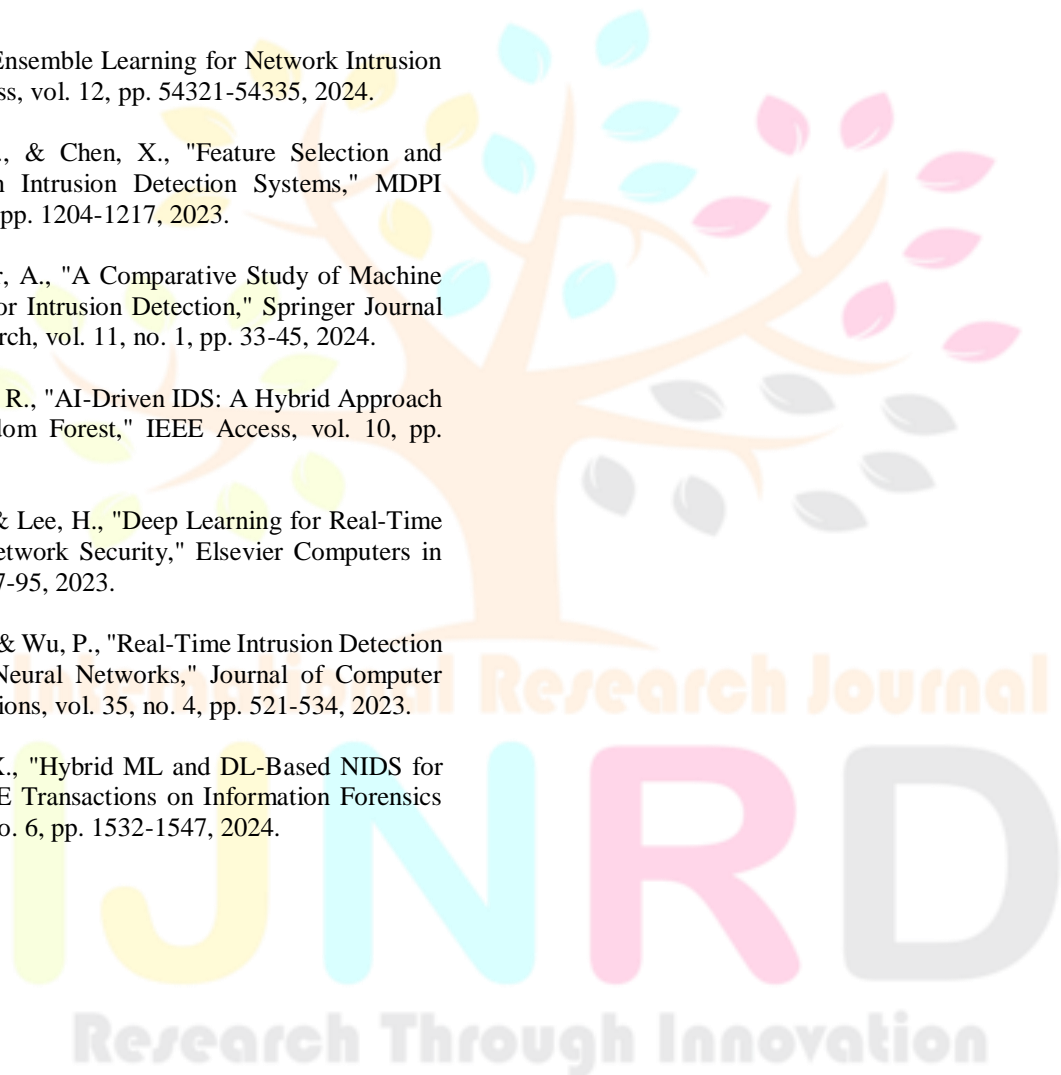 Ensemble Learning for Network Intrusion
ss, vol. 12, pp. 54321-54335, 2024.
., & Chen, X., "Feature Selection and
Intrusion Detection Systems," MDPI
pp. 1204-1217, 2023.
, A., "A Comparative Study of Machine
or Intrusion Detection," Springer Journal
rch, vol. 11, no. 1, pp. 33-45, 2024.
R., "AI-Driven IDS: A Hybrid Approach
dom Forest," IEEE Access, vol. 10, pp.
& Lee, H., "Deep Learning for Real-Time
etwork Security," Elsevier Computers in
7-95, 2023.
& Wu, P., "Real-Time Intrusion Detection
Neural Networks," Journal of Computer
ions, vol. 35, no. 4, pp. 521-534, 2023.
K., "Hybrid ML and DL-Based NIDS for
E Transactions on Information Forensics
o. 6, pp. 1532-1547, 2024.
International Research Journal
IJNRD
Research Through Innovation